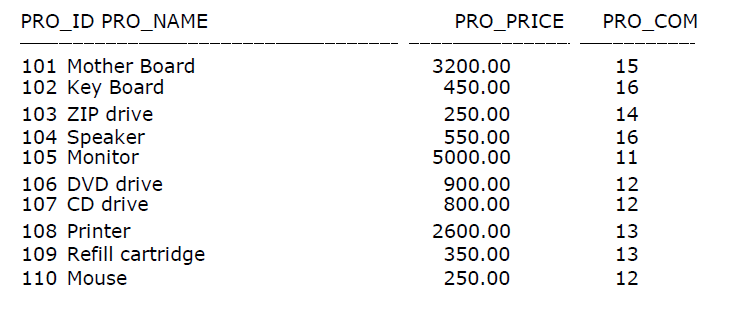 PRO_ID PRO_NAME PRO_PRICE PRO_COM
101 Mother Board 3200.00 15
102 Key Board 450.00 16
103 ZIP drive 250.00 14
104 Speaker 550.00 16
105 Monitor 5000.00 11
106 DVD drive 900.00 12
107 CD drive 800.00 12
108 Printer 2600.00 13
109 Refill cartridge 350.00 13
110 Mouse 250.00 12